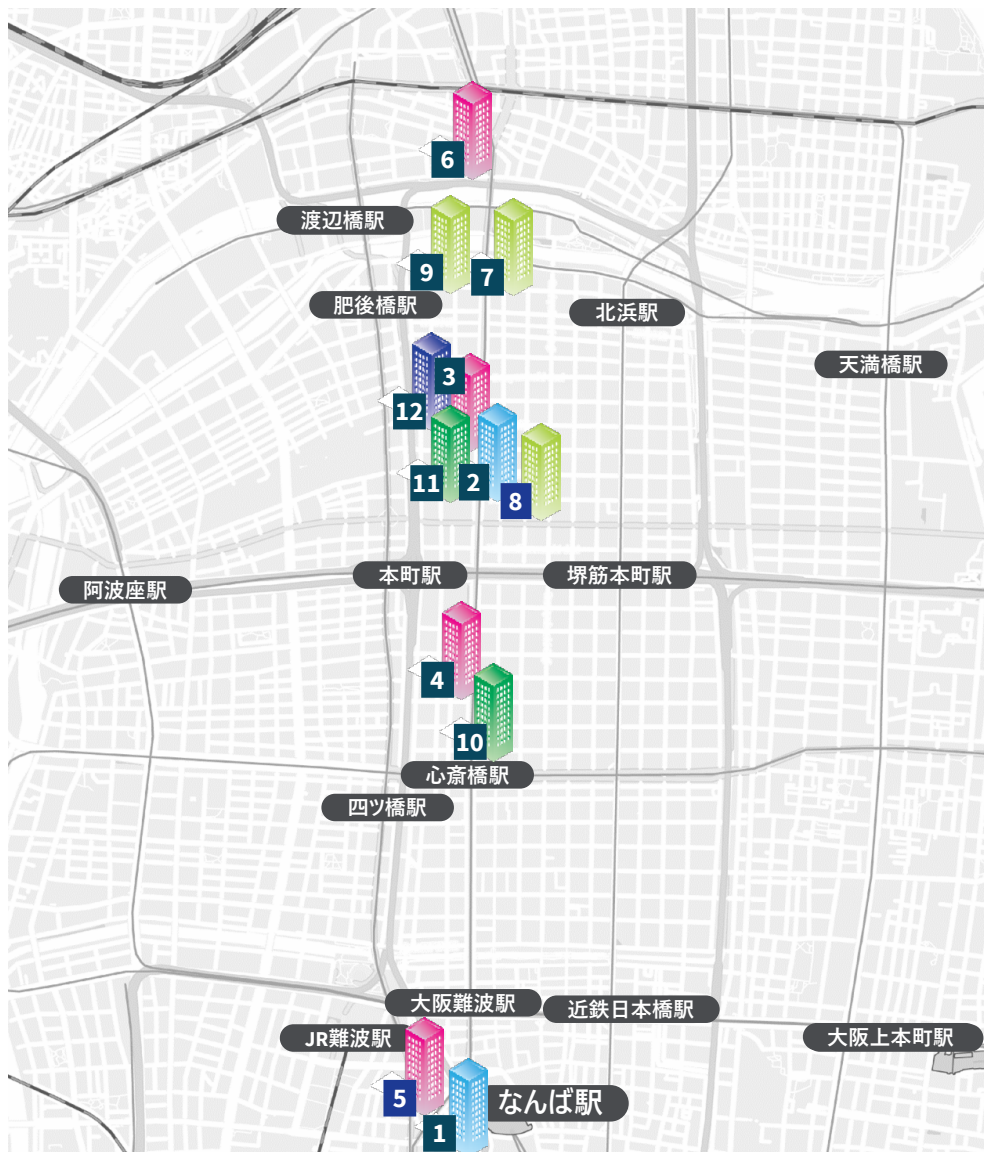 6
渡辺橋駅
9
7
肥後橋駅
北浜駅
天満橋駅
3
12
11
2
8
本町駅
堺筋本町駅
阿波座駅
4
10
心斎橋駅
四ツ橋駅
大阪難波駅
近鉄日本橋駅
JR難波駅
大阪上本町駅
5
なんば駅
1